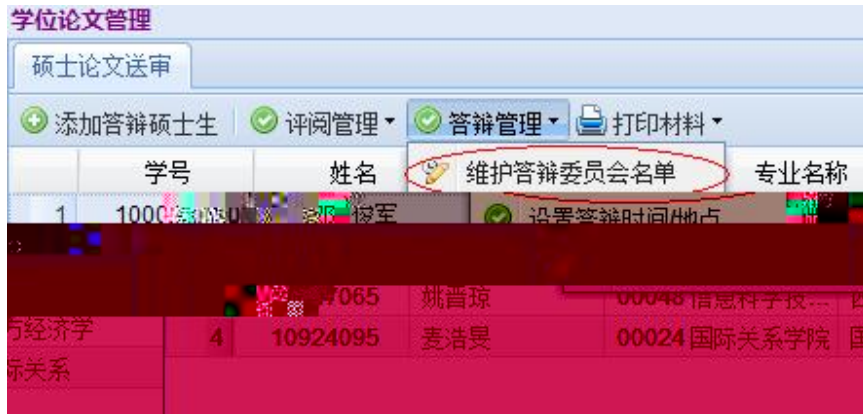 学位论文管理
硕士论文送审
添加答辩硕士生 评阅管理 答辩管理 打印材料
学号 姓名 维护答辩委员会名单 专业名称
1 1000 俊军 设置答辩时间/地点
7065 姚晋琼 00048 信息科学技...
经济学 4 10924095 麦浩旻 00024 国际关系学院
际关系